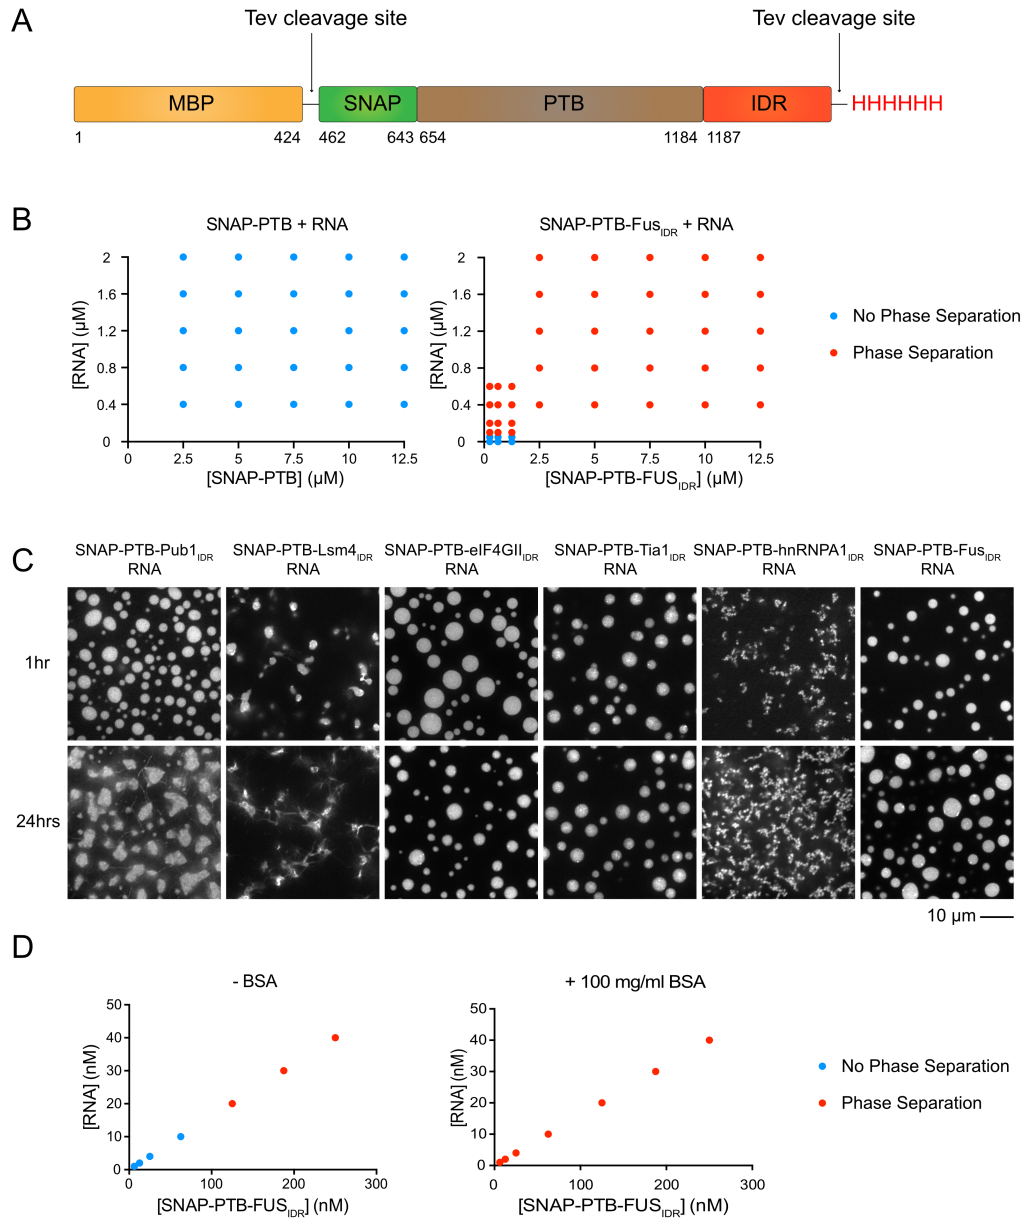 A
Tev cleavage site
Tev cleavage site
MBP
SNAP
PTB
IDR
HHHHHH
1
424
462
643
654
1184
1187
B
SNAP-PTB + RNA
SNAP-PTB-FusIDR + RNA
[RNA] (µM)
2
1.6
1.2
0.8
0.4
0
0
2.5
5
7.5
10
12.5
[SNAP-PTB] (µM)
[RNA] (µM)
2
1.6
1.2
0.8
0.4
0
0
2.5
5
7.5
10
12.5
[SNAP-PTB-FUSIDR] (µM)
No Phase Separation
Phase Separation
C
SNAP-PTB-Pub1IDR
RNA
SNAP-PTB-Lsm4IDR
RNA
SNAP-PTB-eIF4GIIIDR
RNA
SNAP-PTB-Tia1IDR
RNA
SNAP-PTB-hnRNPA1IDR
RNA
SNAP-PTB-FusIDR
RNA
1hr
24hrs
10 µm
D
- BSA
+ 100 mg/ml BSA
[RNA] (nM)
50
40
30
20
10
0
0
100
200
300
[SNAP-PTB-FUSIDR] (nM)
[RNA] (nM)
50
40
30
20
10
0
0
100
200
300
[SNAP-PTB-FUSIDR] (nM)
No Phase Separation
Phase Separation